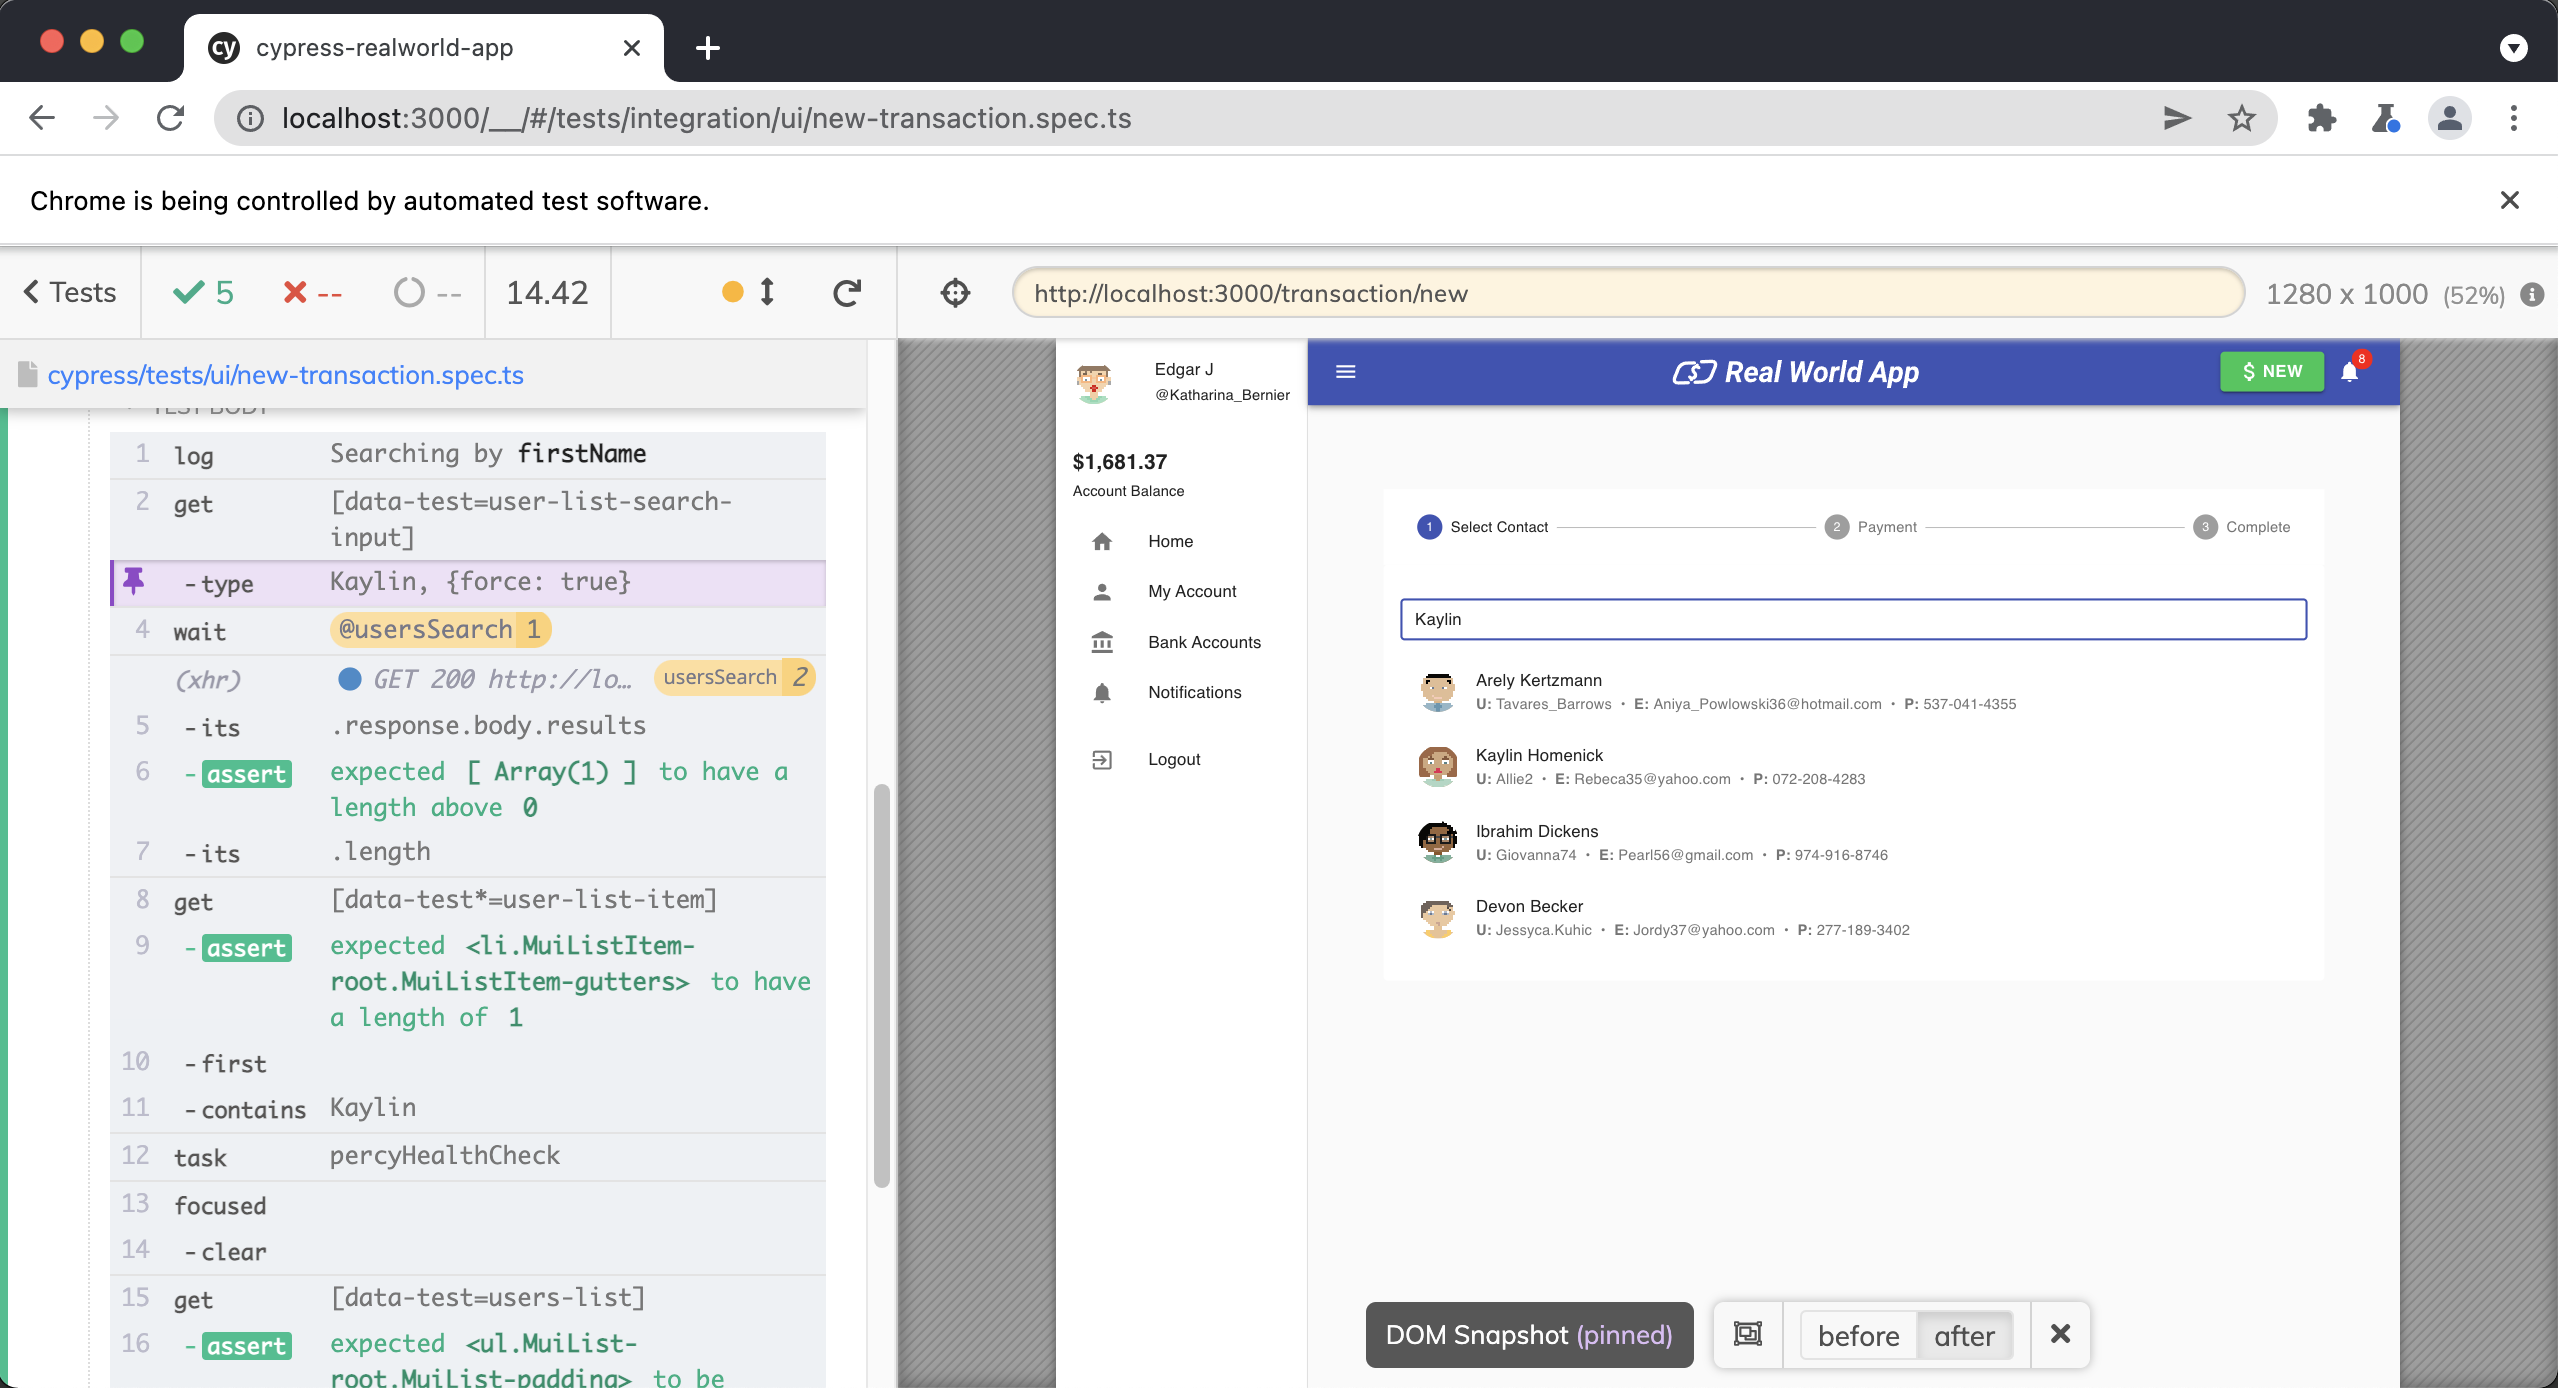 cy cypress-realworld-app
localhost:3000/__/#/tests/integration/ui/new-transaction.spec.ts
Chrome is being controlled by automated test software.
Tests 5 -- -- 14.42
http://localhost:3000/transaction/new 1280 x 1000 (52%)
cypress/tests/ui/new-transaction.spec.ts
TEST BODY
1 log Searching by firstName
2 get [data-test=user-list-search-
input]
-type Kaylin, {force: true}
4 wait @usersSearch 1
(xhr) GET 200 http://lo… usersSearch 2
5 -its .response.body.results
6 -assert expected [ Array(1) ] to have a
length above 0
7 -its .length
8 get [data-test*=user-list-item]
9 -assert expected <li.MuiListItem-
root.MuiListItem-gutters> to have
a length of 1
10 -first
11 -contains Kaylin
12 task percyHealthCheck
13 focused
14 -clear
15 get [data-test=users-list]
16 -assert expected <ul.MuiList-
root.MuiList-padding> to be
Edgar J
@Katharina_Bernier
$1,681.37
Account Balance
Home
My Account
Bank Accounts
Notifications
Logout
Real World App
$ NEW 8
1 Select Contact 2 Payment 3 Complete
Kaylin
Arely Kertzmann
U: Tavares_Barrows • E: Aniya_Powlowski36@hotmail.com • P: 537-041-4355
Kaylin Homenick
U: Allie2 • E: Rebeca35@yahoo.com • P: 072-208-4283
Ibrahim Dickens
U: Giovanna74 • E: Pearl56@gmail.com • P: 974-916-8746
Devon Becker
U: Jessyca.Kuhic • E: Jordy37@yahoo.com • P: 277-189-3402
DOM Snapshot (pinned) before after